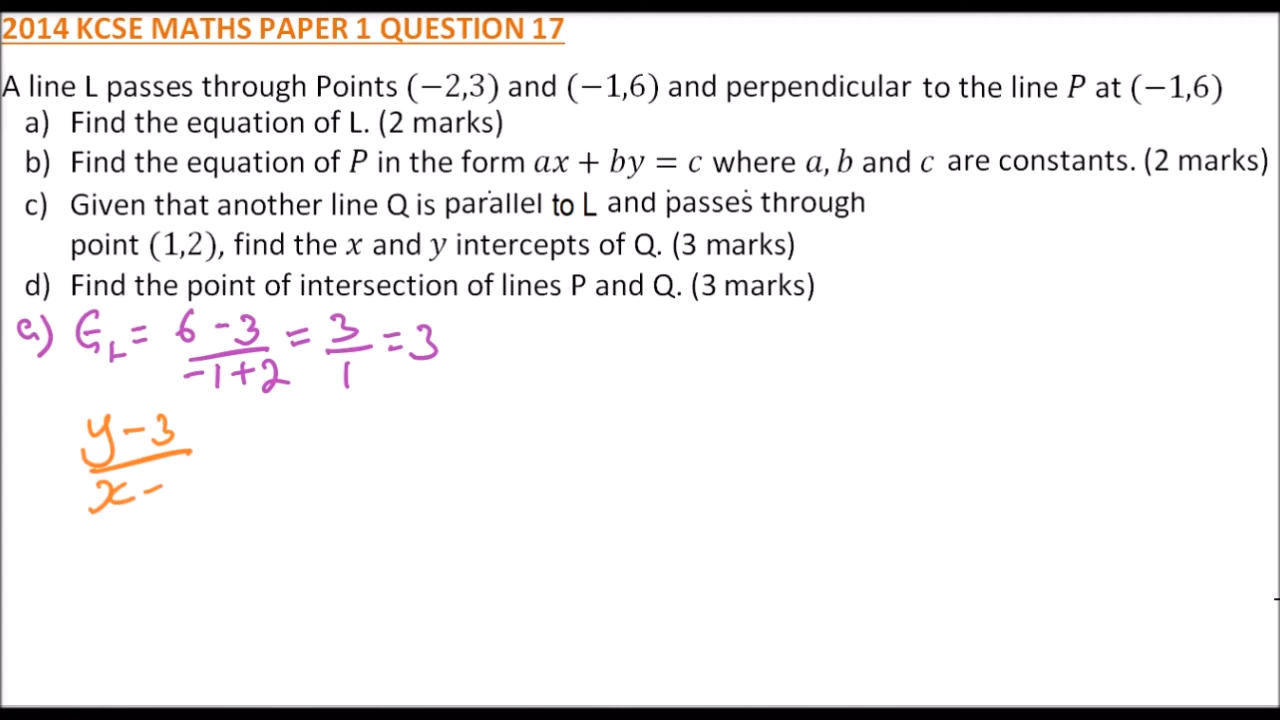 2014 KCSE MATHS PAPER 1 QUESTION 17
A line L passes through Points (−2,3) and (−1,6) and perpendicular to the line P at (−1,6)
a) Find the equation of L. (2 marks)
b) Find the equation of P in the form ax + by = c where a, b and c are constants. (2 marks)
c) Given that another line Q is parallel to L and passes through
point (1,2), find the x and y intercepts of Q. (3 marks)
d) Find the point of intersection of lines P and Q. (3 marks)
a) G_L = (6 - 3)/(-1 + 2) = 3/1 = 3
y - 3
x -